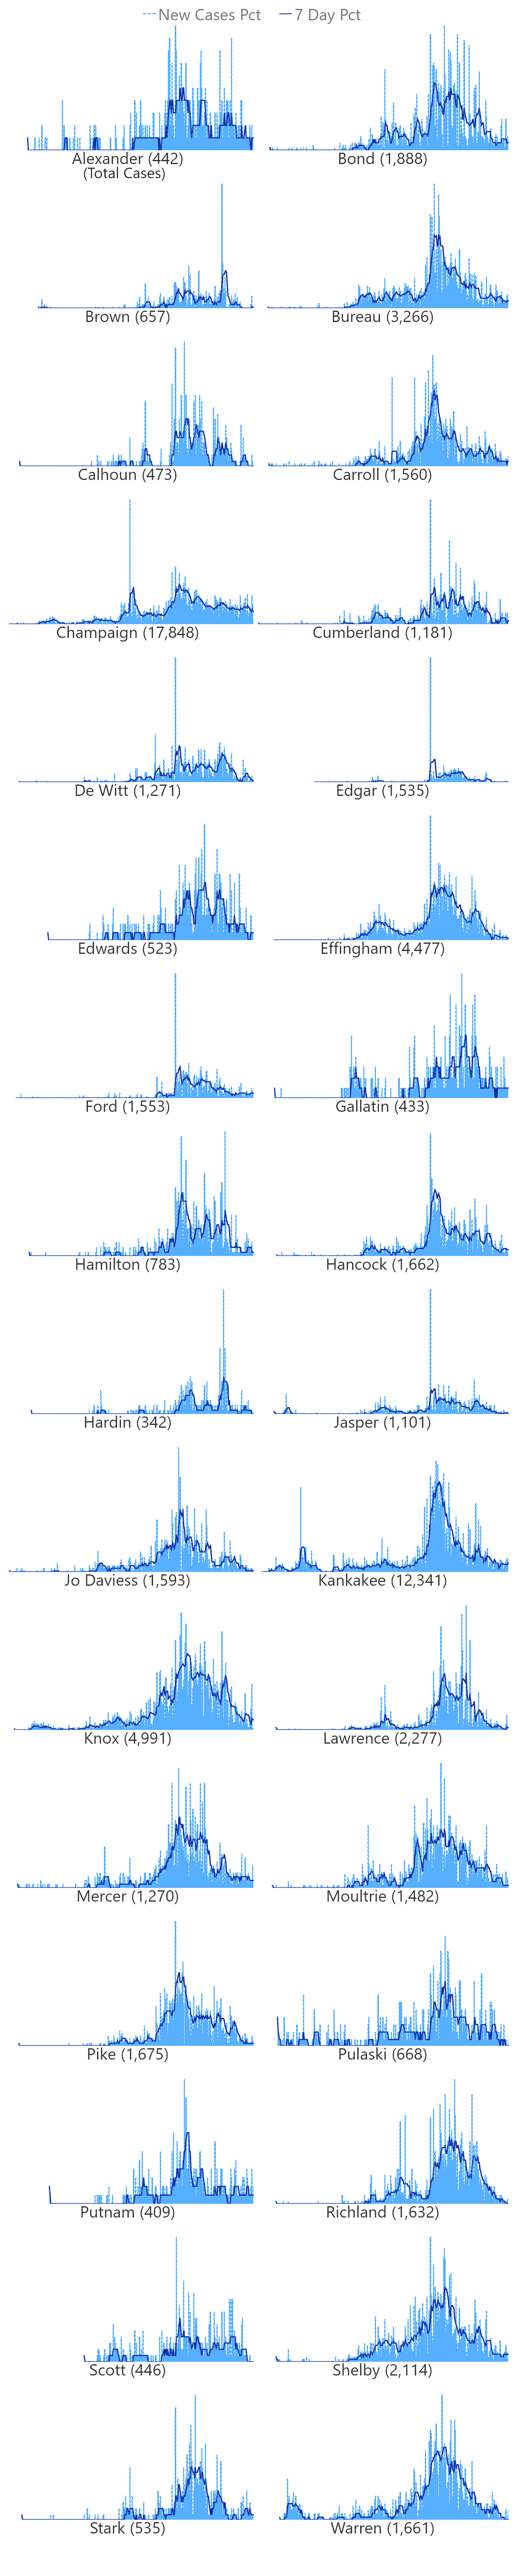 New Cases Pct 7 Day Pct
Alexander (442) Bond (1,888)
(Total Cases)
Brown (657) Bureau (3,266)
Calhoun (473) Carroll (1,560)
Champaign (17,848) Cumberland (1,181)
De Witt (1,271) Edgar (1,535)
Edwards (523) Effingham (4,477)
Ford (1,553) Gallatin (433)
Hamilton (783) Hancock (1,662)
Hardin (342) Jasper (1,101)
Jo Daviess (1,593) Kankakee (12,341)
Knox (4,991) Lawrence (2,277)
Mercer (1,270) Moultrie (1,482)
Pike (1,675) Pulaski (668)
Putnam (409) Richland (1,632)
Scott (446) Shelby (2,114)
Stark (535) Warren (1,661)